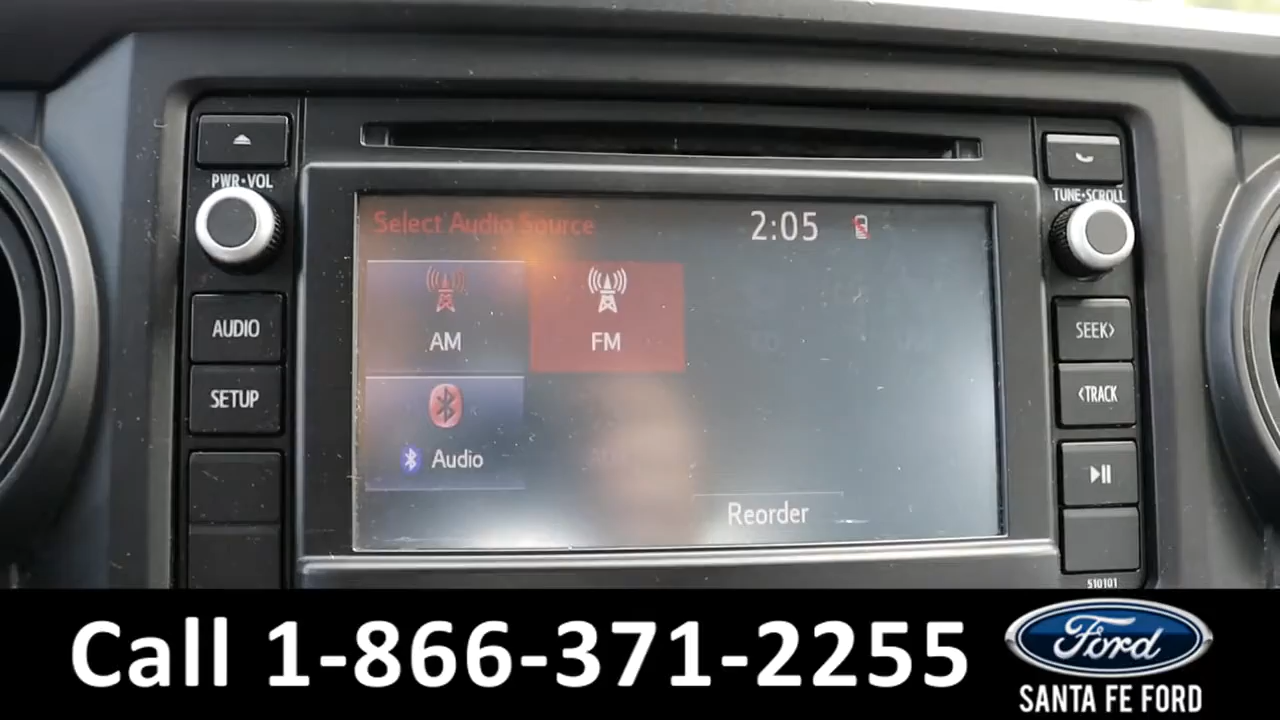 PWR•VOL
TUNE•SCROLL
Select Audio Source
2:05
AM
FM
AUDIO
SEEK>
SETUP
<TRACK
Audio
Reorder
510101
Call 1-866-371-2255
Ford
SANTA FE FORD